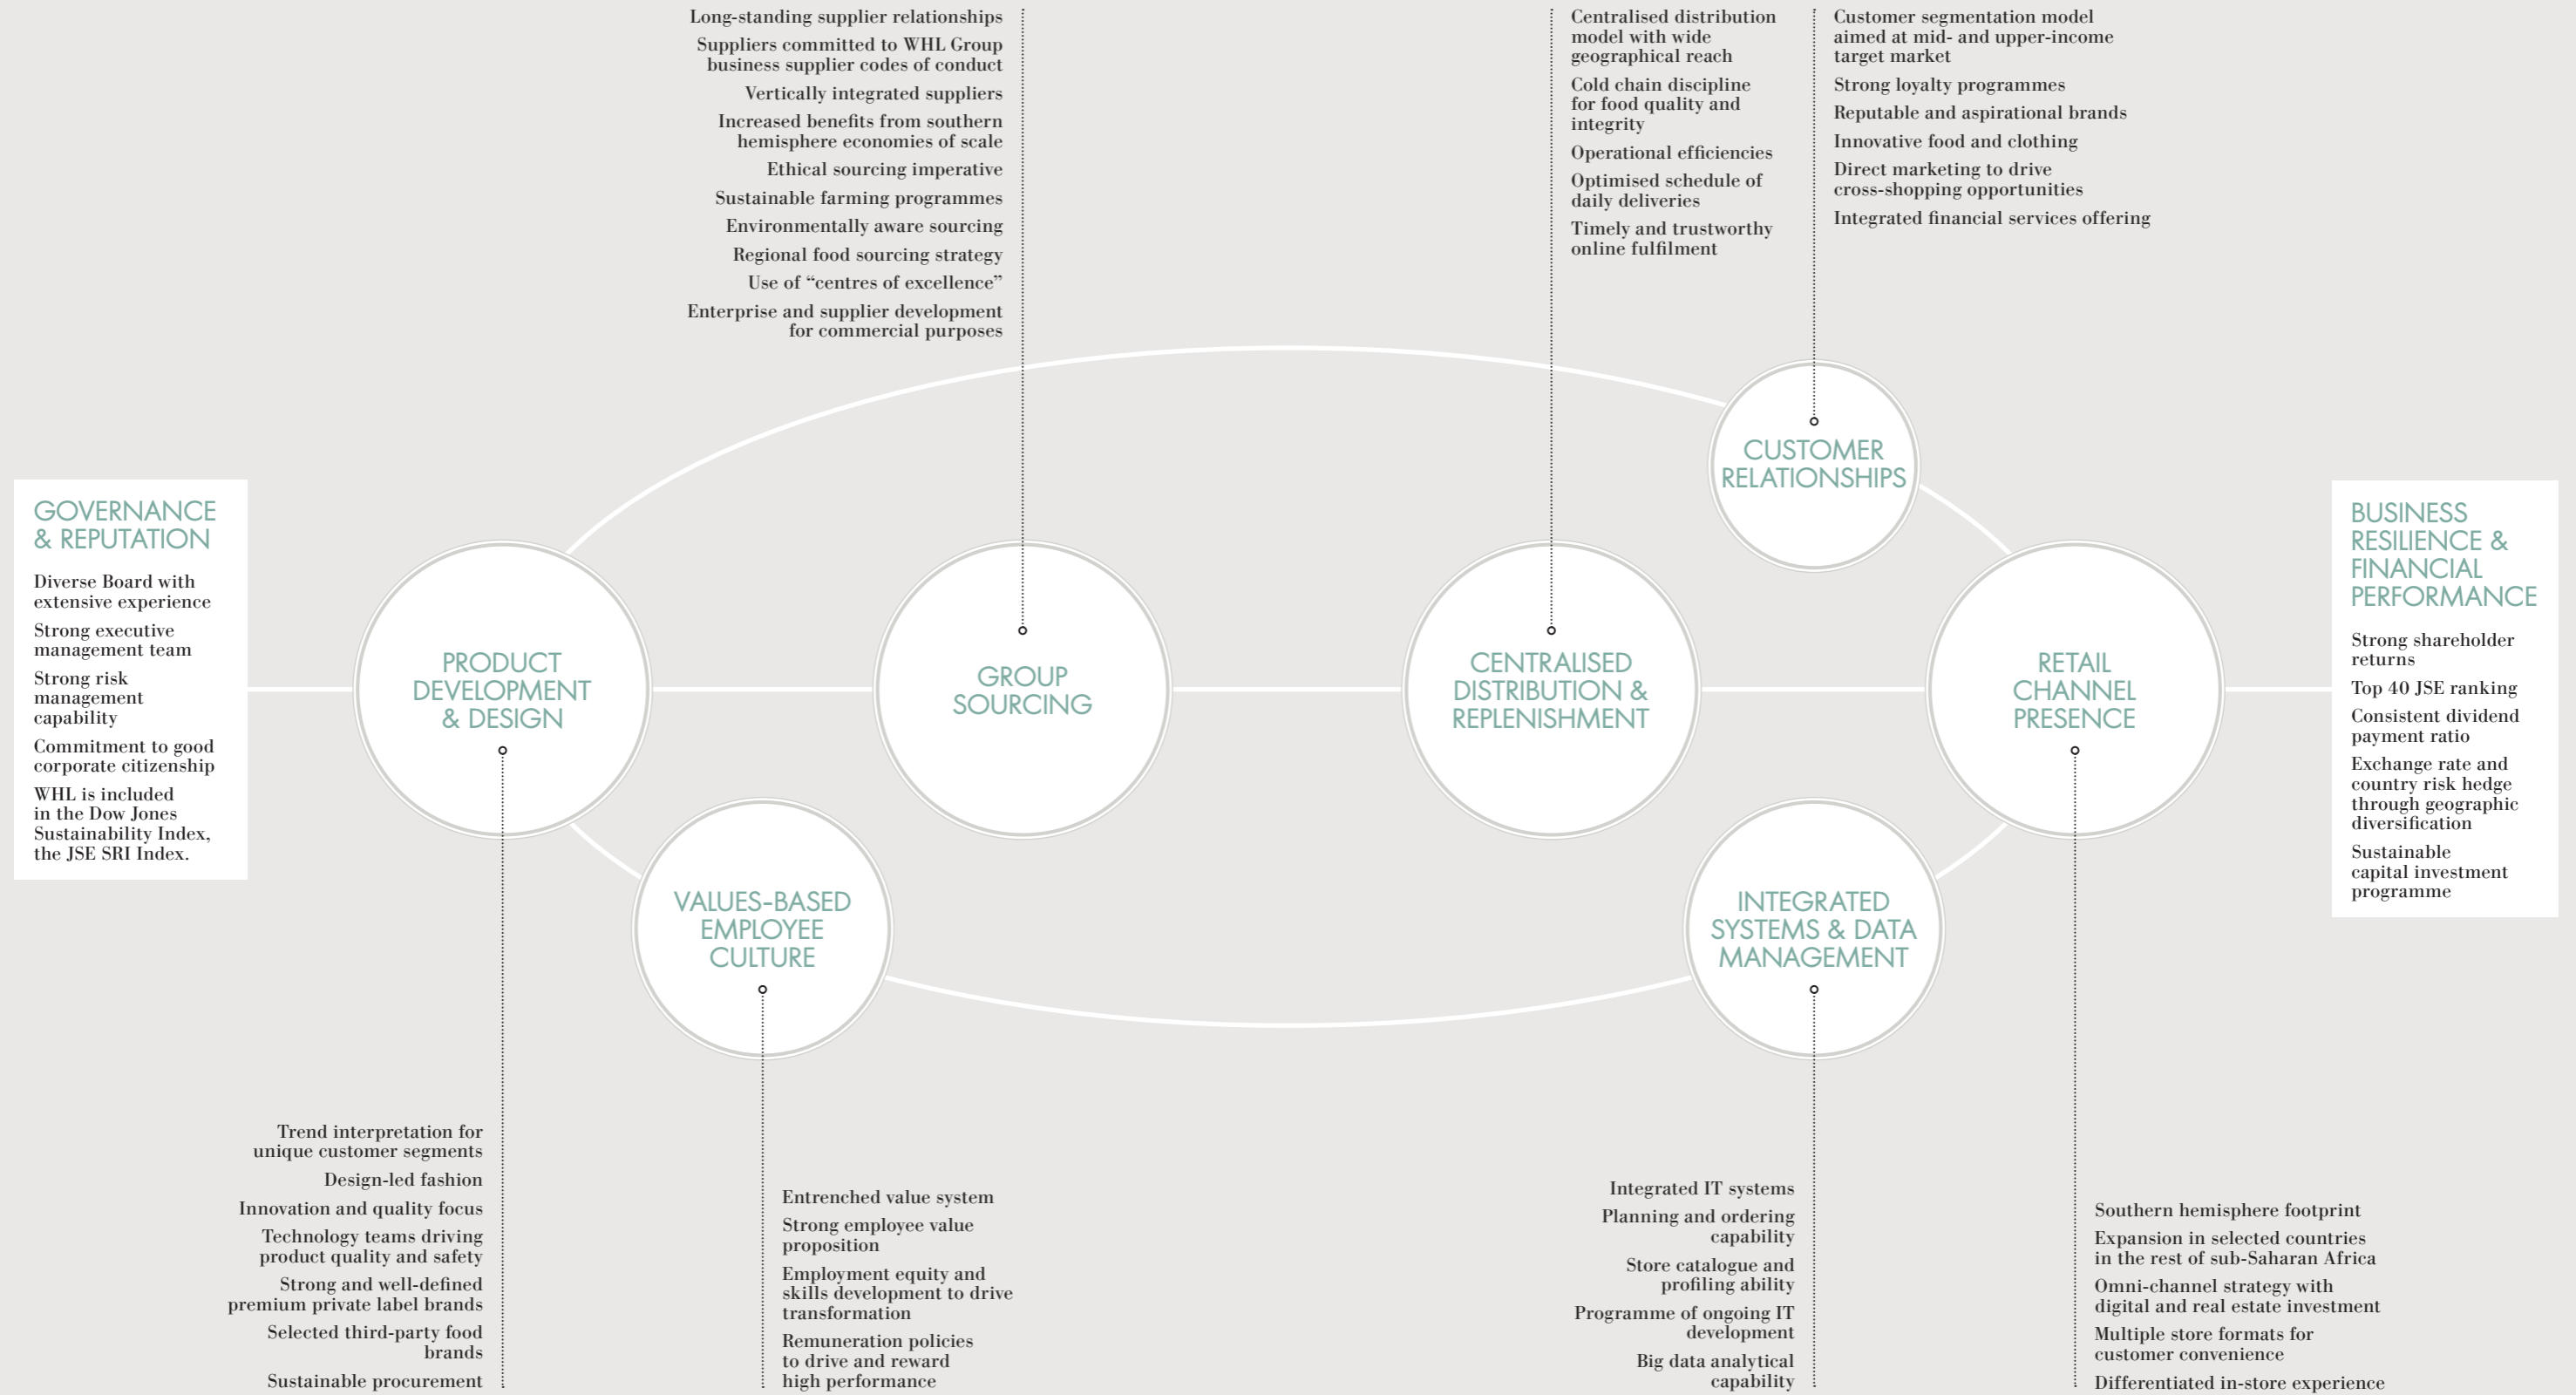 Long-standing supplier relationships
Suppliers committed to WHL Group
business supplier codes of conduct
Vertically integrated suppliers
Increased benefits from southern
hemisphere economies of scale
Ethical sourcing imperative
Sustainable farming programmes
Environmentally aware sourcing
Regional food sourcing strategy
Use of “centres of excellence”
Enterprise and supplier development
for commercial purposes
Centralised distribution
model with wide
geographical reach
Cold chain discipline
for food quality and
integrity
Operational efficiencies
Optimised schedule of
daily deliveries
Timely and trustworthy
online fulfilment
Customer segmentation model
aimed at mid- and upper-income
target market
Strong loyalty programmes
Reputable and aspirational brands
Innovative food and clothing
Direct marketing to drive
cross-shopping opportunities
Integrated financial services offering
CUSTOMER
RELATIONSHIPS
GOVERNANCE
& REPUTATION
Diverse Board with
extensive experience
Strong executive
management team
Strong risk
management
capability
Commitment to good
corporate citizenship
WHL is included
in the Dow Jones
Sustainability Index,
the JSE SRI Index.
PRODUCT
DEVELOPMENT
& DESIGN
GROUP
SOURCING
CENTRALISED
DISTRIBUTION &
REPLENISHMENT
RETAIL
CHANNEL
PRESENCE
BUSINESS
RESILIENCE &
FINANCIAL
PERFORMANCE
Strong shareholder
returns
Top 40 JSE ranking
Consistent dividend
payment ratio
Exchange rate and
country risk hedge
through geographic
diversification
Sustainable
capital investment
programme
VALUES-BASED
EMPLOYEE
CULTURE
INTEGRATED
SYSTEMS & DATA
MANAGEMENT
Trend interpretation for
unique customer segments
Design-led fashion
Innovation and quality focus
Technology teams driving
product quality and safety
Strong and well-defined
premium private label brands
Selected third-party food
brands
Sustainable procurement
Entrenched value system
Strong employee value
proposition
Employment equity and
skills development to drive
transformation
Remuneration policies
to drive and reward
high performance
Integrated IT systems
Planning and ordering
capability
Store catalogue and
profiling ability
Programme of ongoing IT
development
Big data analytical
capability
Southern hemisphere footprint
Expansion in selected countries
in the rest of sub-Saharan Africa
Omni-channel strategy with
digital and real estate investment
Multiple store formats for
customer convenience
Differentiated in-store experience